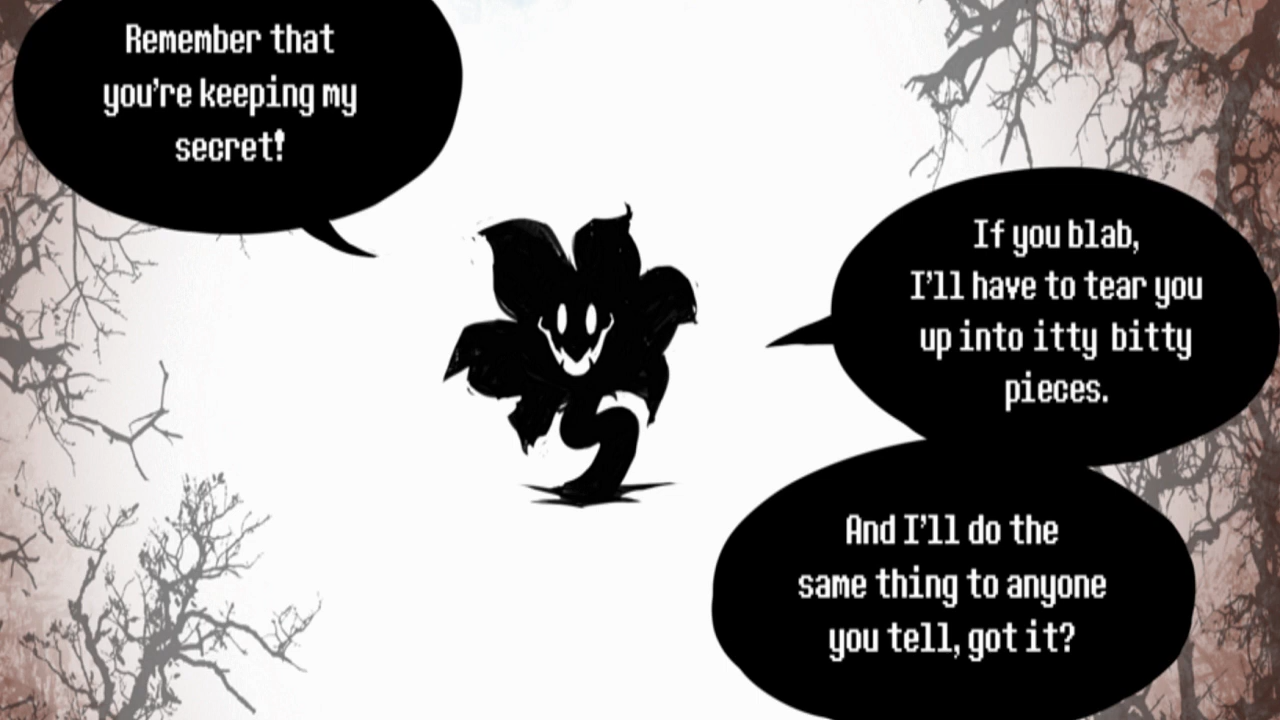 Remember that
you're keeping my
secret!
If you blab,
I'll have to tear you
up into itty bitty
pieces.
And I'll do the
same thing to anyone
you tell, got it?